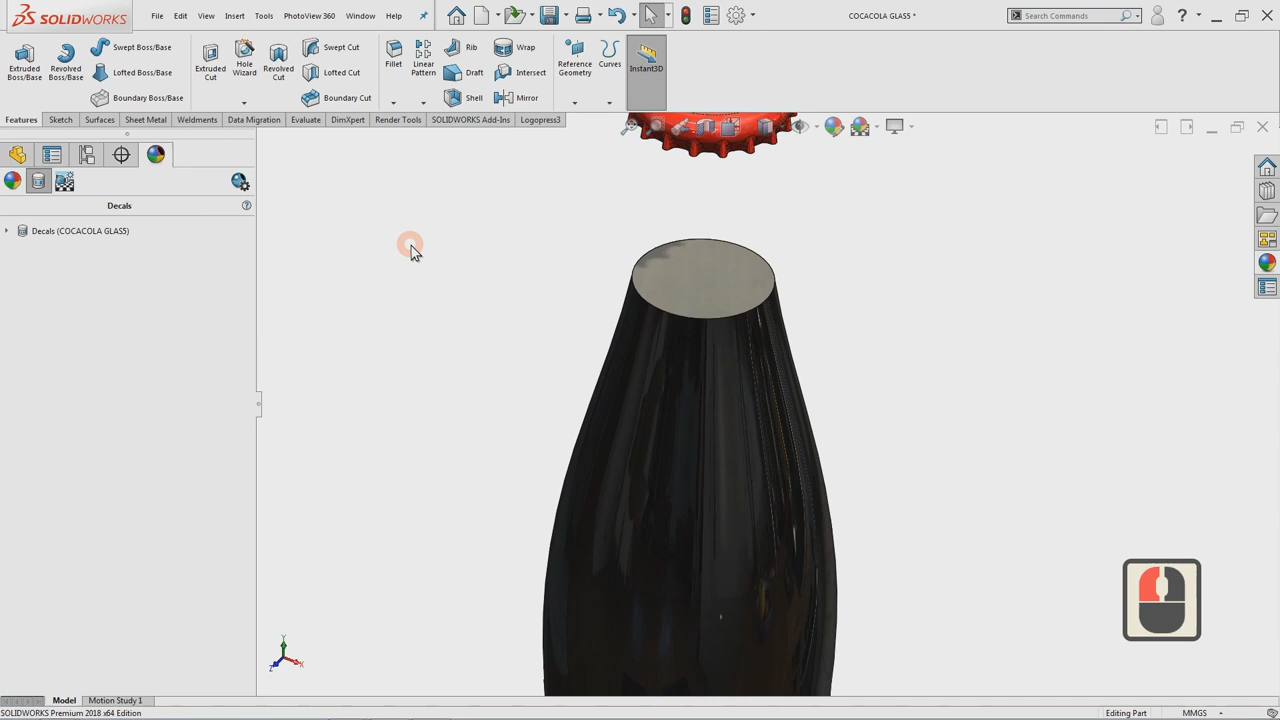 SOLIDWORKS
File Edit View Insert Tools PhotoView 360 Window Help
COCACOLA GLAS5 *
Search Commands
Extruded Boss/Base
Revolved Boss/Base
Swept Boss/Base
Lofted Boss/Base
Boundary Boss/Base
Extruded Cut
Hole Wizard
Revolved Cut
Swept Cut
Lofted Cut
Boundary Cut
Fillet
Linear Pattern
Rib
Draft
Shell
Wrap
Intersect
Mirror
Reference Geometry
Curves
Instant3D
Features Sketch Surfaces Sheet Metal Weldments Data Migration Evaluate DimXpert Render Tools SOLIDWORKS Add-Ins Logopress3
Decals
Decals (COCACOLA GLAS5)
Y
X
Z
Model Motion Study 1
SOLIDWORKS Premium 2018 x64 Edition
Editing Part
MMGS